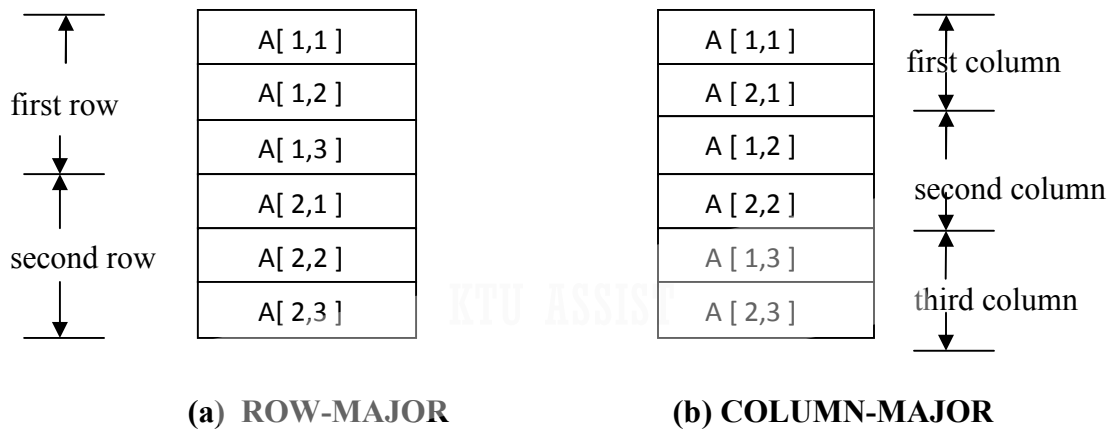 first row
second row
A[ 1,1 ]
A[ 1,2 ]
A[ 1,3 ]
A[ 2,1 ]
A[ 2,2 ]
A[ 2,3 ]
(a) ROW-MAJOR
KTU ASSIST
A [ 1,1 ]
A [ 2,1 ]
A [ 1,2 ]
A [ 2,2 ]
A [ 1,3 ]
A [ 2,3 ]
first column
second column
third column
(b) COLUMN-MAJOR